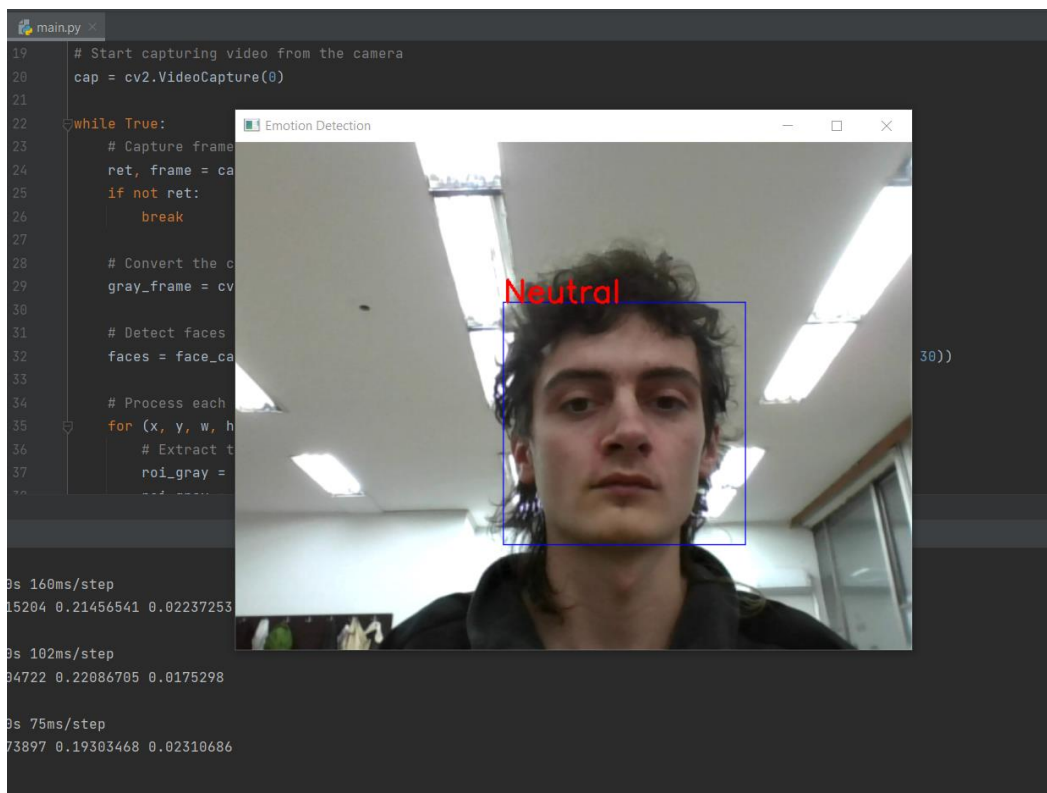 main.py
19 # Start capturing video from the camera
20 cap = cv2.VideoCapture(0)
21
22 while True:
23 # Capture frame
24 ret, frame = ca
25 if not ret:
26 break
27
28 # Convert the c
29 gray_frame = cv
30
31 # Detect faces
32 faces = face_ca 30))
33
34 # Process each
35 for (x, y, w, h
36 # Extract t
37 roi_gray =
Emotion Detection
Neutral
0s 160ms/step
15204 0.21456541 0.02237253
0s 102ms/step
04722 0.22086705 0.0175298
0s 75ms/step
73897 0.19303468 0.02310686